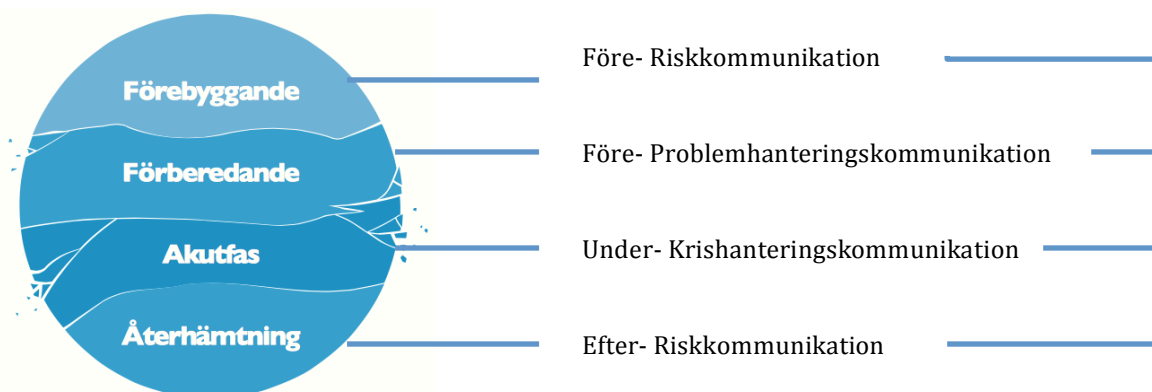 Förebyggande
Före- Riskkommunikation
Förberedande
Före- Problemhanteringskommunikation
Akutfas
Under- Krishanteringskommunikation
Återhämtning
Efter- Riskkommunikation